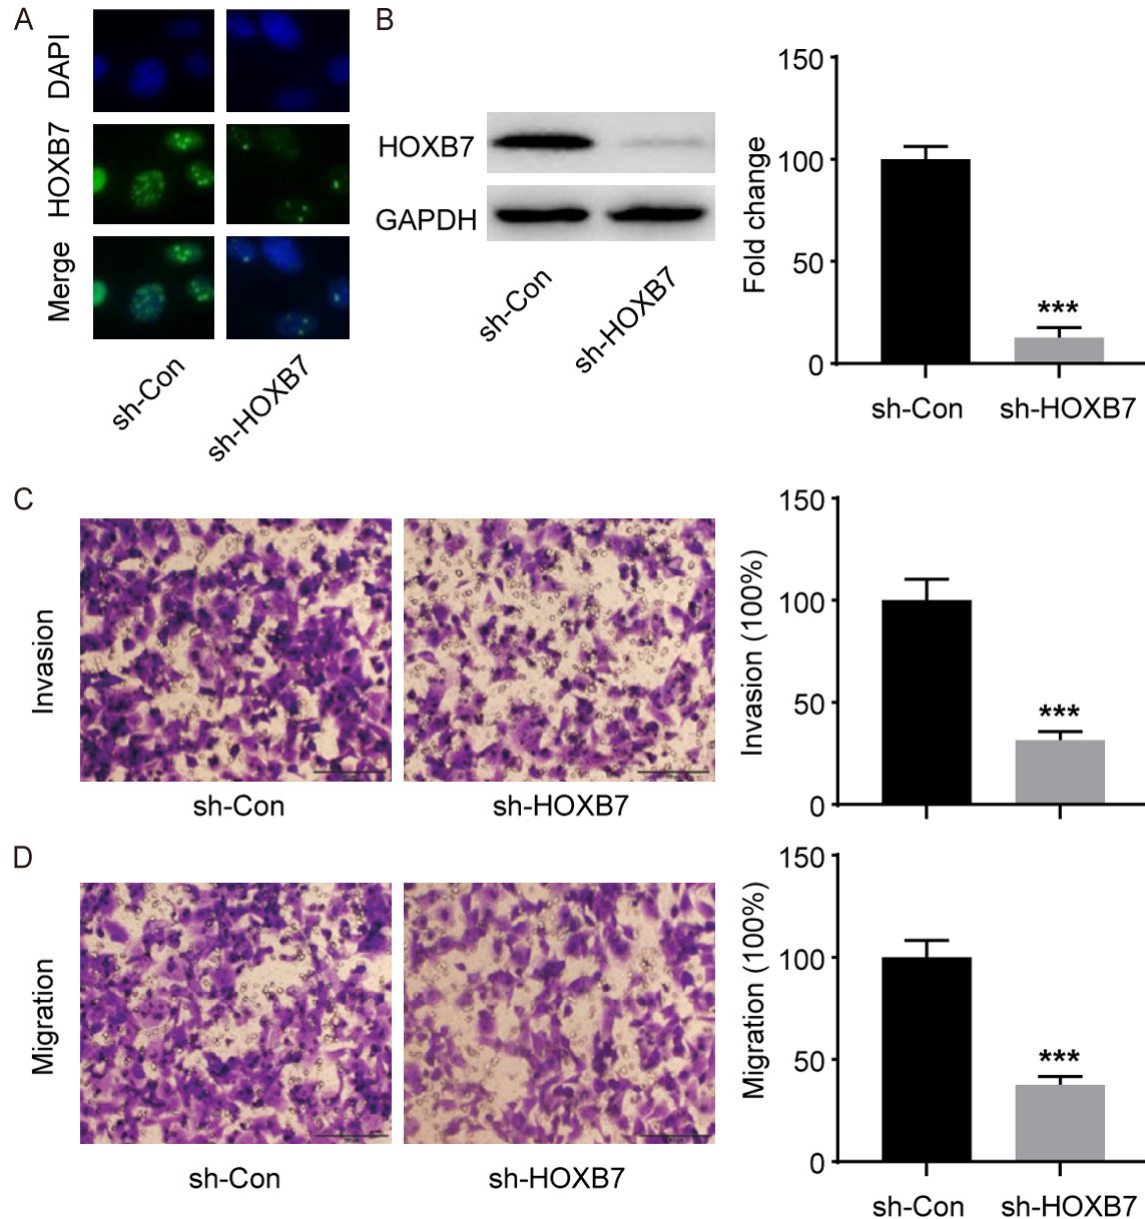 A
DAPI
HOXB7
Merge
sh-Con
sh-HOXB7
B
HOXB7
GAPDH
sh-Con
sh-HOXB7
Fold change
150
100
50
0
***
sh-Con
sh-HOXB7
C
Invasion
sh-Con
sh-HOXB7
Invasion (100%)
150
100
50
0
***
D
Migration
sh-Con
sh-HOXB7
Migration (100%)
150
100
50
0
***
sh-Con
sh-HOXB7